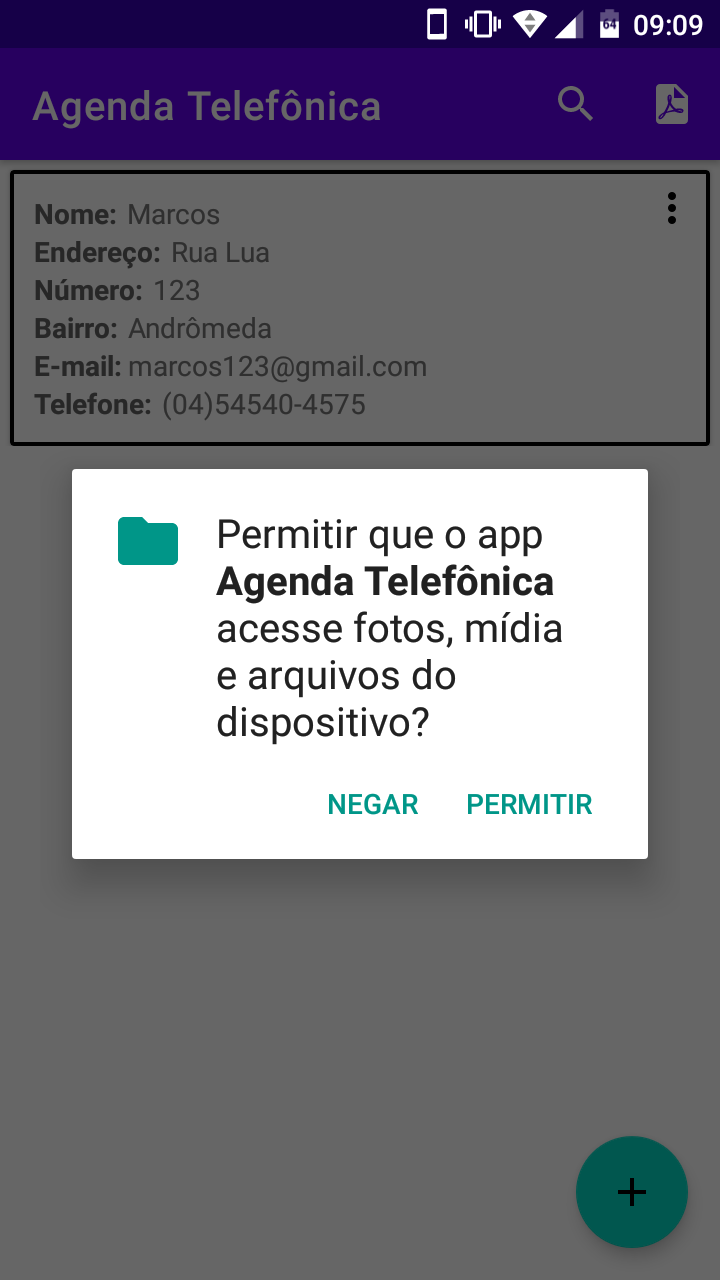 64 09:09
Agenda Telefônica
Nome: Marcos
Endereço: Rua Lua
Número: 123
Bairro: Andrômeda
E-mail: marcos123@gmail.com
Telefone: (04)54540-4575
Permitir que o app
Agenda Telefônica
acesse fotos, mídia
e arquivos do
dispositivo?
NEGAR PERMITIR